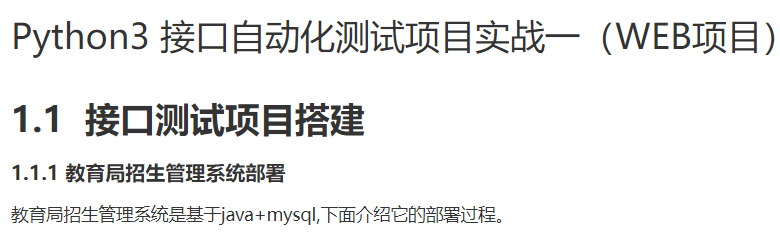 Python3 接口自动化测试项目实战一（WEB项目）
1.1 接口测试项目搭建
1.1.1 教育局招生管理系统部署
教育局招生管理系统是基于java+mysql,下面介绍它的部署过程。